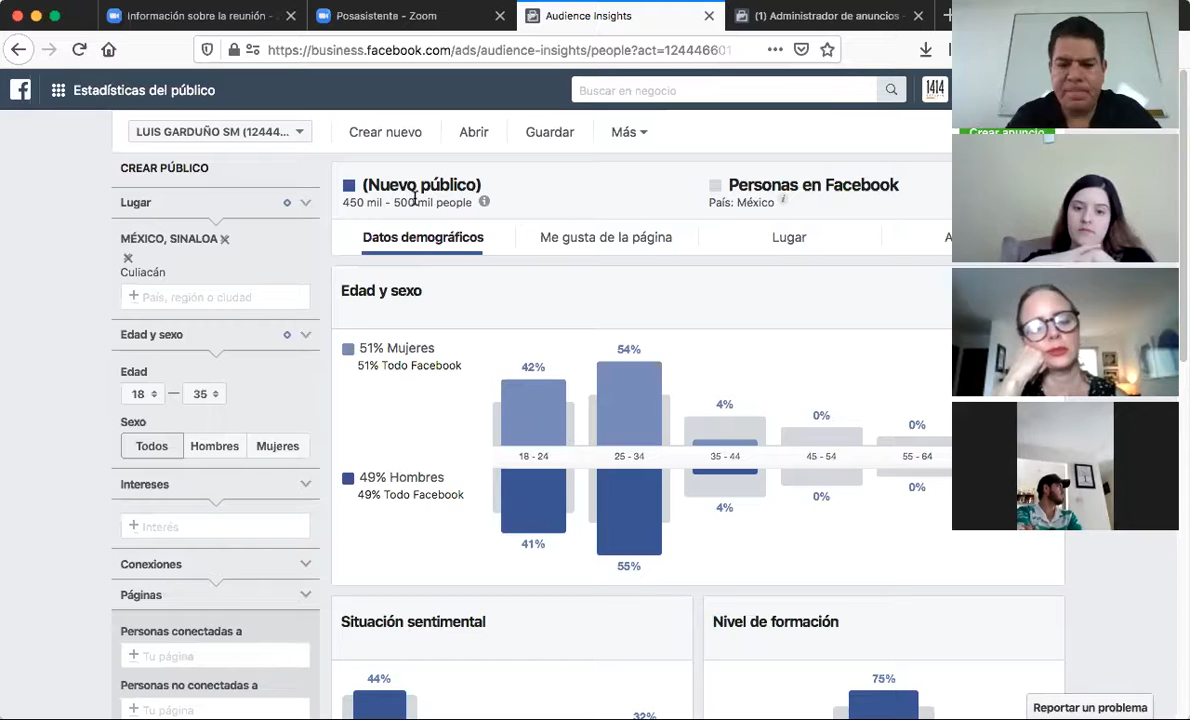 Información sobre la reunión -
Posasistente - Zoom
Audience Insights
(1) Administrador de anuncios -
https://business.facebook.com/ads/audience-insights/people?act=124446601
Estadísticas del público
Buscar en negocio
1414
LUIS GARDUÑO SM (12444...
Crear nuevo
Abrir
Guardar
Más
Crear anuncio
CREAR PÚBLICO
Lugar
MÉXICO, SINALOA
Culiacán
País, región o ciudad
Edad y sexo
Edad
18 — 35
Sexo
Todos
Hombres
Mujeres
Intereses
Interés
Conexiones
Páginas
Personas conectadas a
Tu página
Personas no conectadas a
Tu página
(Nuevo público)
450 mil - 500 mil people
Personas en Facebook
País: México
Datos demográficos
Me gusta de la página
Lugar
A
Edad y sexo
51% Mujeres
51% Todo Facebook
42%
54%
4%
0%
0%
18 - 24
25 - 34
35 - 44
45 - 54
55 - 64
49% Hombres
49% Todo Facebook
41%
55%
4%
0%
0%
Situación sentimental
44%
32%
Nivel de formación
75%
Reportar un problema